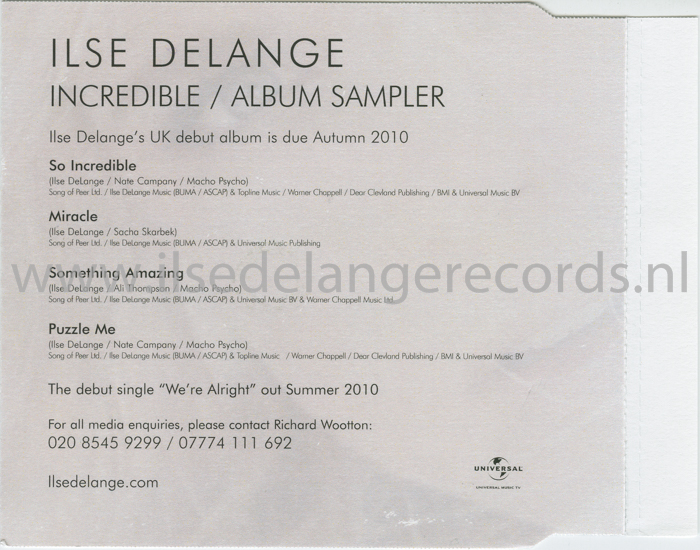 ILSE DELANGE
INCREDIBLE / ALBUM SAMPLER
Ilse Delange's UK debut album is due Autumn 2010
So Incredible
(Ilse DeLange / Nate Campany / Macho Psycho)
Song of Peer Ltd. / Ilse DeLange Music (BUMA / ASCAP) & Topline Music / Warner Chappell / Dear Clevland Publishing / BMI & Universal Music BV
Miracle
(Ilse DeLange / Sacha Skarbek)
Song of Peer Ltd. / Ilse DeLange Music (BUMA / ASCAP) & Universal Music Publishing
www.ilsedelangerecords.nl
Something Amazing
(Ilse DeLange / Ali Thompson / Macho Psycho)
Song of Peer Ltd. / Ilse DeLange Music (BUMA / ASCAP) & Universal Music BV & Warner Chappell Music Ltd.
Puzzle Me
(Ilse DeLange / Nate Campany / Macho Psycho)
Song of Peer Ltd. / Ilse DeLange Music (BUMA / ASCAP) & Topline Music / Warner Chappell / Dear Clevland Publishing / BMI & Universal Music BV
The debut single "We're Alright" out Summer 2010
For all media enquiries, please contact Richard Wootton:
020 8545 9299 / 07774 111 692
Ilsedelange.com
UNIVERSAL
UNIVERSAL MUSIC TV